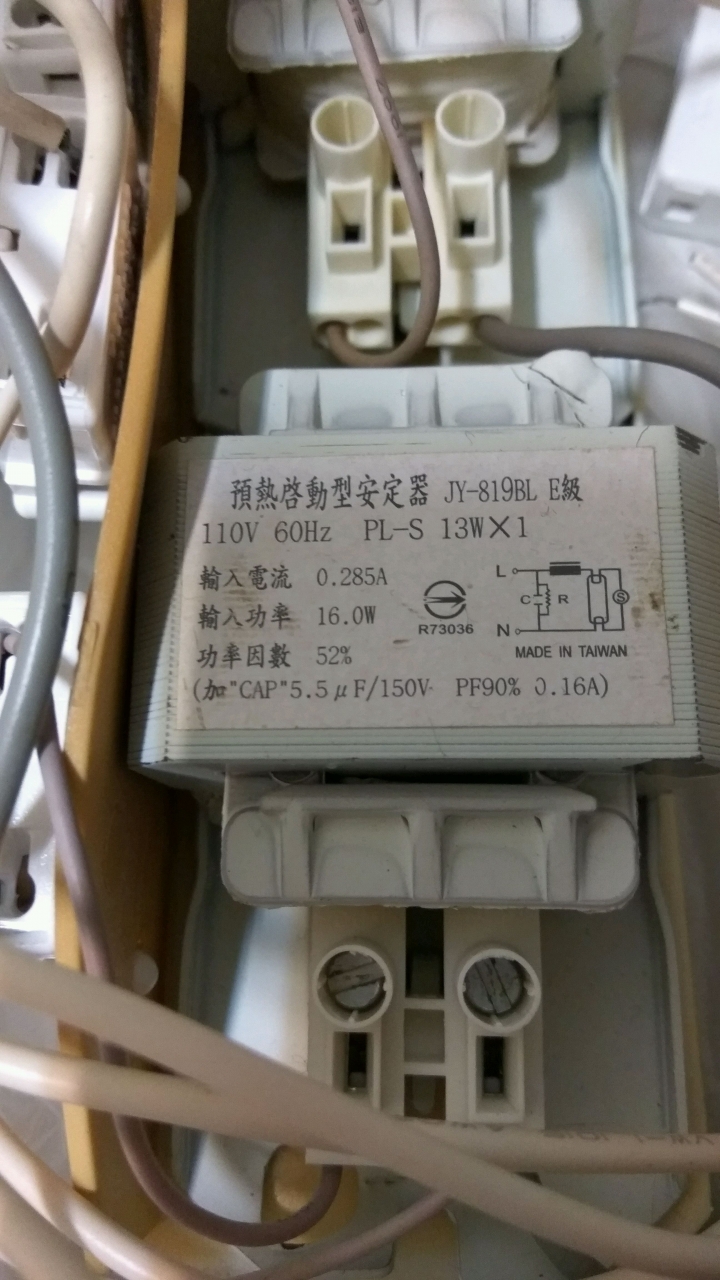 預熱啓動型安定器 JY-819BL E級
110V 60Hz PL-S 13W×1
輸入電流 0.285A
輸入功率 16.0W
功率因數 52%
(加"CAP"5.5μF/150V PF90% 0.16A)
R73036
L
C R S
N
MADE IN TAIWAN